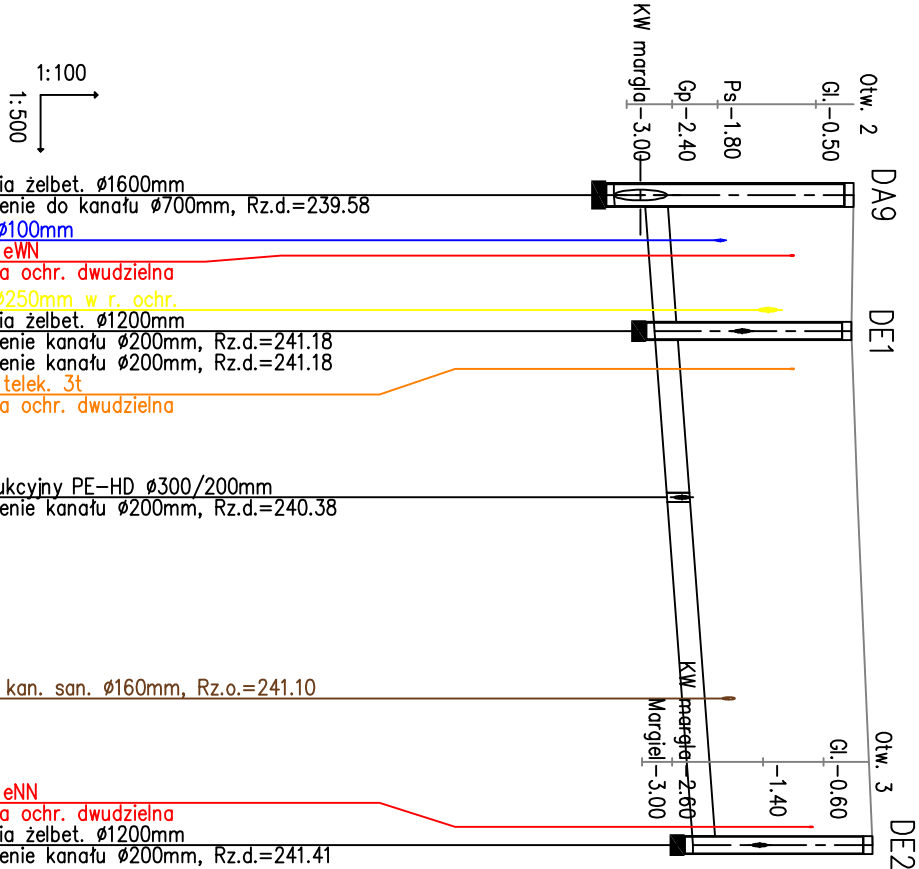 1:100
1:500
KW margla -3.00
Gp -2.40
Ps -1.80
Gl. -0.50
Otw. 2
DA9
ia żelbet. ø1600mm
enie do kanału ø700mm, Rz.d.=239.58
ø100mm
eWN
a ochr. dwudzielna
ø250mm w r. ochr.
ia żelbet. ø1200mm
enie kanału ø200mm, Rz.d.=241.18
enie kanału ø200mm, Rz.d.=241.18
DE1
telek. 3t
a ochr. dwudzielna
ukcyjny PE-HD ø300/200mm
enie kanału ø200mm, Rz.d.=240.38
kan. san. ø160mm, Rz.o.=241.10
Margiel -3.00
KW margla -2.60
-1.40
Gl. -0.60
Otw. 3
DE2
eNN
a ochr. dwudzielna
ia żelbet. ø1200mm
enie kanału ø200mm, Rz.d.=241.41